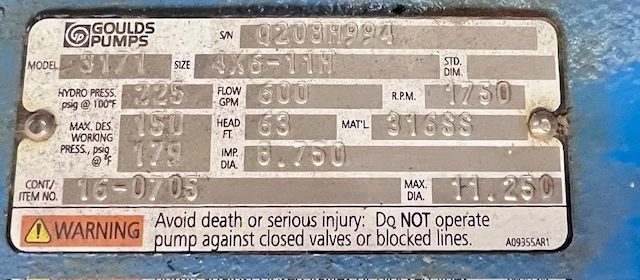 GOULDS PUMPS S/N Q208H994
MODEL 3171 SIZE 4X6-11H STD. DIM.
HYDRO PRESS. psig @ 100°F 225 FLOW GPM 600 R.P.M. 1750
MAX. DES. WORKING PRESS., psig 150 HEAD FT. 63 MAT'L. 316SS
@ °F 179 IMP. DIA. 8.750
CONT/ ITEM NO. 16-0705 MAX. DIA. 11.250
WARNING Avoid death or serious injury: Do NOT operate
pump against closed valves or blocked lines. A09355AR1